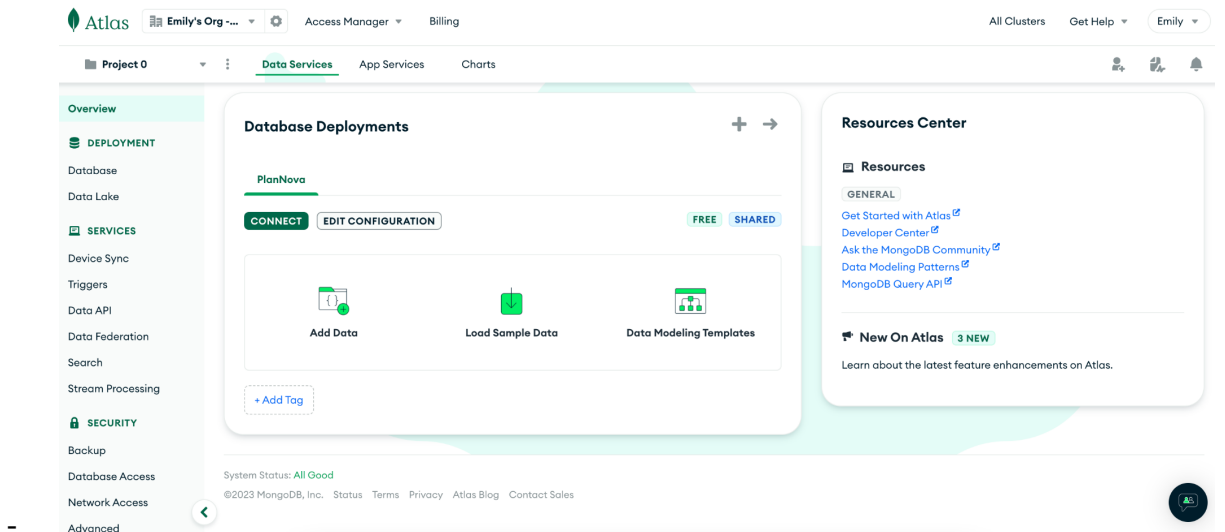 Atlas
Emily's Org -...
Access Manager
Billing
All Clusters
Get Help
Emily
Project 0
Data Services
App Services
Charts
Overview
DEPLOYMENT
Database
Data Lake
SERVICES
Device Sync
Triggers
Data API
Data Federation
Search
Stream Processing
SECURITY
Backup
Database Access
Network Access
Advanced
Database Deployments
PlanNova
CONNECT
EDIT CONFIGURATION
FREE
SHARED
{ }
Add Data
Load Sample Data
Data Modeling Templates
+ Add Tag
Resources Center
Resources
GENERAL
Get Started with Atlas
Developer Center
Ask the MongoDB Community
Data Modeling Patterns
MongoDB Query API
New On Atlas
3 NEW
Learn about the latest feature enhancements on Atlas.
System Status: All Good
©2023 MongoDB, Inc. Status Terms Privacy Atlas Blog Contact Sales